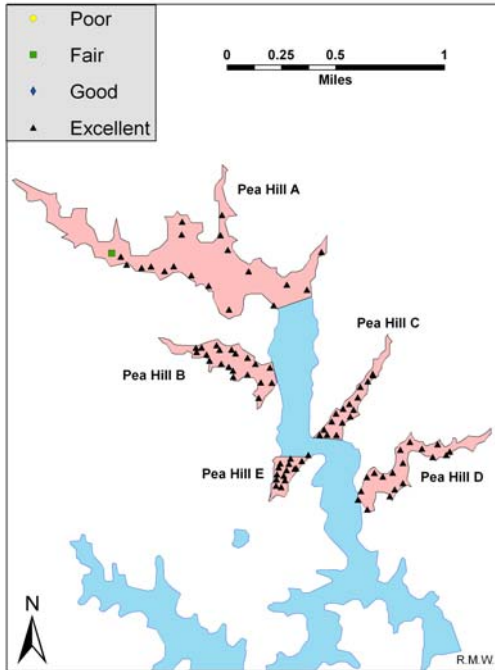 Poor
Fair
Good
Excellent
0 0.25 0.5 1
Miles
Pea Hill A
Pea Hill C
Pea Hill B
Pea Hill E
Pea Hill D
N
R.M.W.